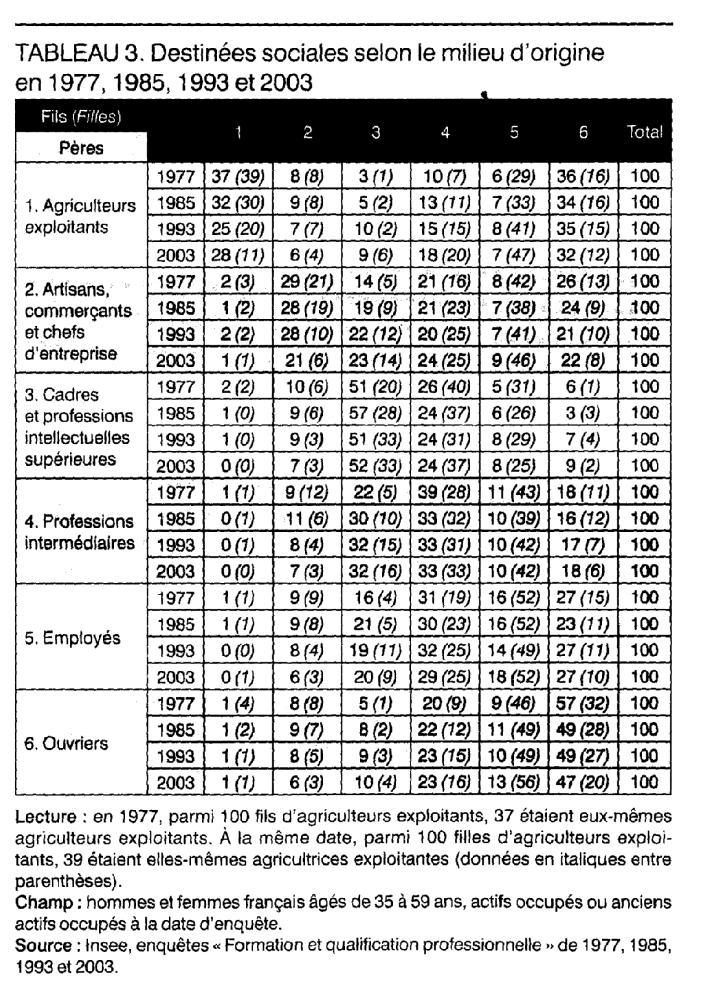 TABLEAU 3. Destinées sociales selon le milieu d'origine
en 1977, 1985, 1993 et 2003
Fils (Filles)
Pères
1 2 3 4 5 6 Total
1. Agriculteurs
exploitants
1977 37 (39) 8 (8) 3 (1) 10 (7) 6 (29) 36 (16) 100
1985 32 (30) 9 (8) 5 (2) 13 (11) 7 (33) 34 (16) 100
1993 25 (20) 7 (7) 10 (2) 15 (15) 8 (41) 35 (15) 100
2003 28 (11) 6 (4) 9 (6) 18 (20) 7 (47) 32 (12) 100
2. Artisans,
commerçants
et chefs
d'entreprise
1977 2 (3) 29 (21) 14 (5) 21 (16) 8 (42) 26 (13) 100
1985 1 (2) 28 (19) 19 (9) 21 (23) 7 (38) 24 (9) 100
1993 2 (2) 28 (10) 22 (12) 20 (25) 7 (41) 21 (10) 100
2003 1 (1) 21 (6) 23 (14) 24 (25) 9 (46) 22 (8) 100
3. Cadres
et professions
intellectuelles
supérieures
1977 2 (2) 10 (6) 51 (20) 26 (40) 5 (31) 6 (1) 100
1985 1 (0) 9 (6) 57 (28) 24 (37) 6 (26) 3 (3) 100
1993 1 (0) 9 (3) 51 (33) 24 (31) 8 (29) 7 (4) 100
2003 0 (0) 7 (3) 52 (33) 24 (37) 8 (25) 9 (2) 100
4. Professions
intermédiaires
1977 1 (1) 9 (12) 22 (5) 39 (28) 11 (43) 18 (11) 100
1985 0 (1) 11 (6) 30 (10) 33 (32) 10 (39) 16 (12) 100
1993 0 (1) 8 (4) 32 (15) 33 (31) 10 (42) 17 (7) 100
2003 0 (0) 7 (3) 32 (16) 33 (33) 10 (42) 18 (6) 100
5. Employés
1977 1 (1) 9 (9) 16 (4) 31 (19) 16 (52) 27 (15) 100
1985 1 (1) 9 (8) 21 (5) 30 (23) 16 (52) 23 (11) 100
1993 0 (0) 8 (4) 19 (11) 32 (25) 14 (49) 27 (11) 100
2003 0 (1) 6 (3) 20 (9) 29 (25) 18 (52) 27 (10) 100
6. Ouvriers
1977 1 (4) 8 (8) 5 (1) 20 (9) 9 (46) 57 (32) 100
1985 1 (2) 9 (7) 8 (2) 22 (12) 11 (49) 49 (28) 100
1993 1 (1) 8 (5) 9 (3) 23 (15) 10 (49) 49 (27) 100
2003 1 (1) 6 (3) 10 (4) 23 (16) 13 (56) 47 (20) 100
Lecture : en 1977, parmi 100 fils d'agriculteurs exploitants, 37 étaient eux-mêmes
agriculteurs exploitants. À la même date, parmi 100 filles d'agriculteurs exploi-
tants, 39 étaient elles-mêmes agricultrices exploitantes (données en italiques entre
parenthèses).
Champ : hommes et femmes français âgés de 35 à 59 ans, actifs occupés ou anciens
actifs occupés à la date d'enquête.
Source : Insee, enquêtes « Formation et qualification professionnelle » de 1977, 1985,
1993 et 2003.